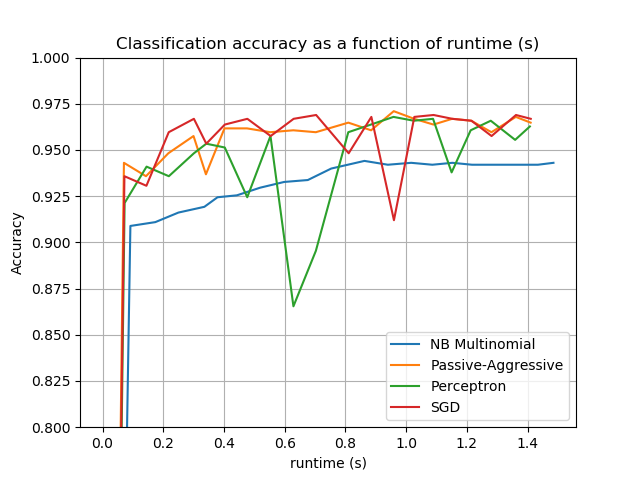 Classification accuracy as a function of runtime (s)
1.000
0.975
0.950
0.925
0.900
0.875
0.850
0.825
0.800
Accuracy
NB Multinomial
Passive-Aggressive
Perceptron
SGD
0.0 0.2 0.4 0.6 0.8 1.0 1.2 1.4
runtime (s)